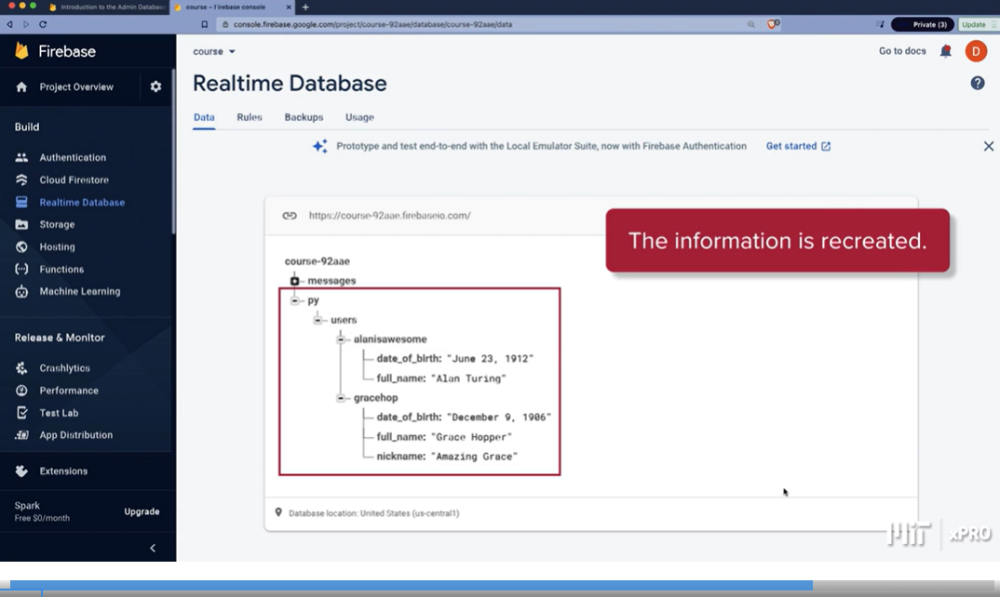 Introduction to the Admin Database
course – Firebase console
console.firebase.google.com/project/course-92aae/database/course-92aae/data
Private (3)
Update
Firebase
course
Go to docs
D
Project Overview
Realtime Database
?
Build
Data Rules Backups Usage
Prototype and test end-to-end with the Local Emulator Suite, now with Firebase Authentication Get started
Authentication
Cloud Firestore
Realtime Database
Storage
Hosting
Functions
Machine Learning
Release & Monitor
Crashlytics
Performance
Test Lab
App Distribution
Extensions
Spark
Free $0/month
Upgrade
https://course-92aae.firebaseio.com/
The information is recreated.
course-92aae
messages
py
users
alanisawesome
date_of_birth: "June 23, 1912"
full_name: "Alan Turing"
gracehop
date_of_birth: "December 9, 1906"
full_name: "Grace Hopper"
nickname: "Amazing Grace"
Database location: United States (us-central1)
MIT xPRO